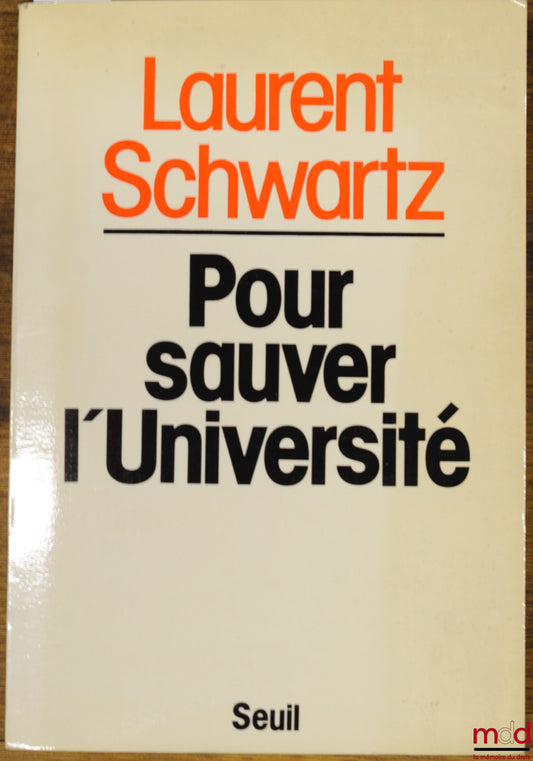 Laurent
Schwartz
Pour
sauver
l'Université
Seuil
mdd
la mémoire du droit